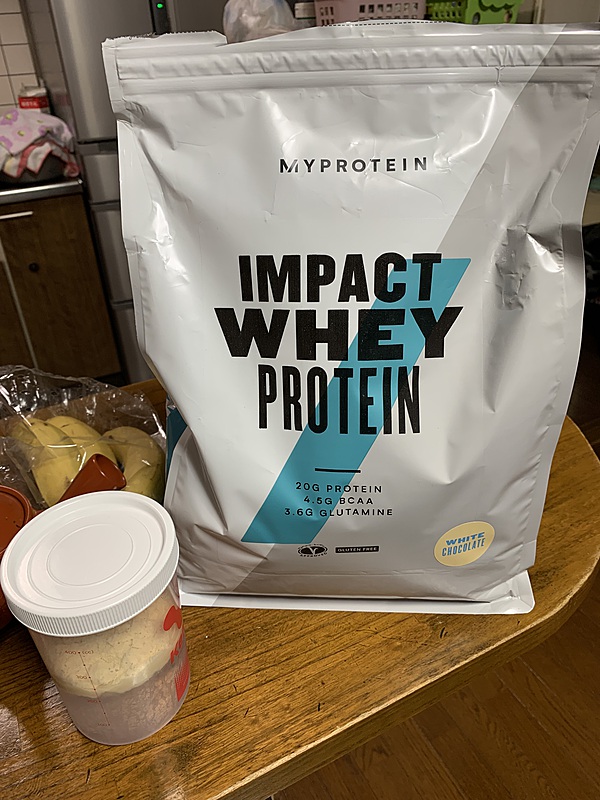 MYPROTEIN
IMPACT
WHEY
PROTEIN
20G PROTEIN
4.5G BCAA
3.6G GLUTAMINE
GLUTEN FREE
WHITE
CHOCOLATE